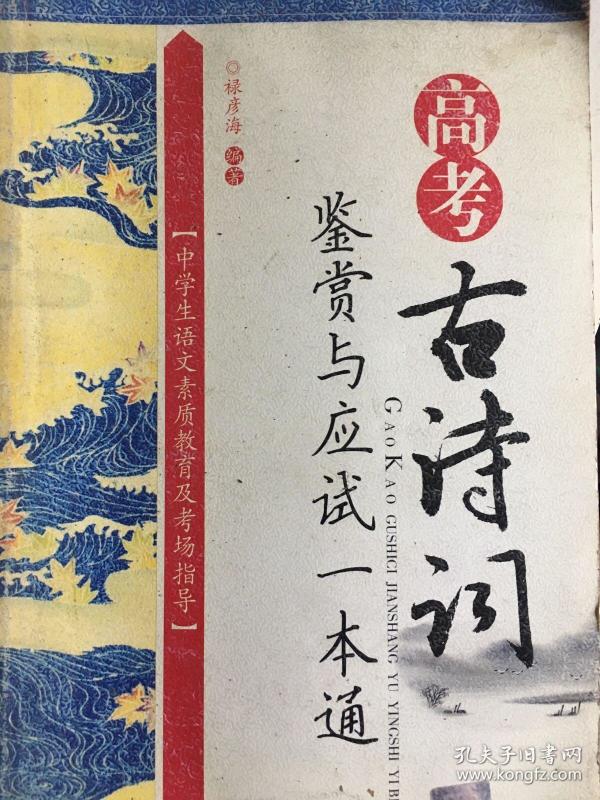 高考
古诗词
鉴赏与应试一本通
GAOKAO GUSHICI JIANSHANG YU YINGSHI YIB
◎禄彦海 编著
【中学生语文素质教育及考场指导】
孔夫子旧书网
www.kongfz.com